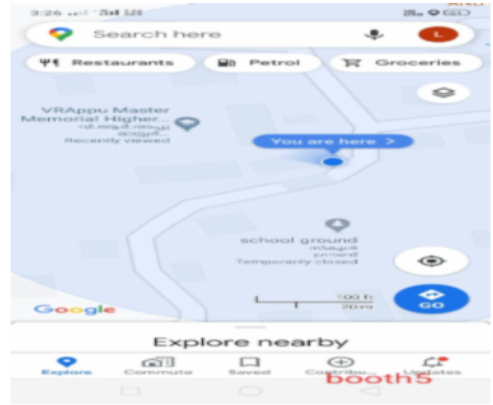 3:26
Search here
L
Restaurants
Petrol
Groceries
VRAppu Master
Memorial Higher...
Recently viewed
You are here >
school ground
സ്കൂൾ
ഗ്രൗണ്ട്
Temporarily closed
100 ft
20 m
GO
Google
Explore nearby
Explore
Commute
Saved
Contribu...
Updates
booth5